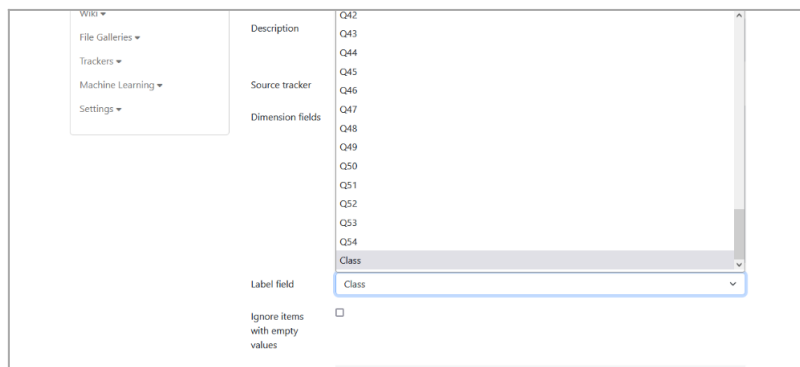 Wiki
File Galleries
Trackers
Machine Learning
Settings
Description
Source tracker
Dimension fields
Q42
Q43
Q44
Q45
Q46
Q47
Q48
Q49
Q50
Q51
Q52
Q53
Q54
Class
Label field
Class
Ignore items
with empty
values